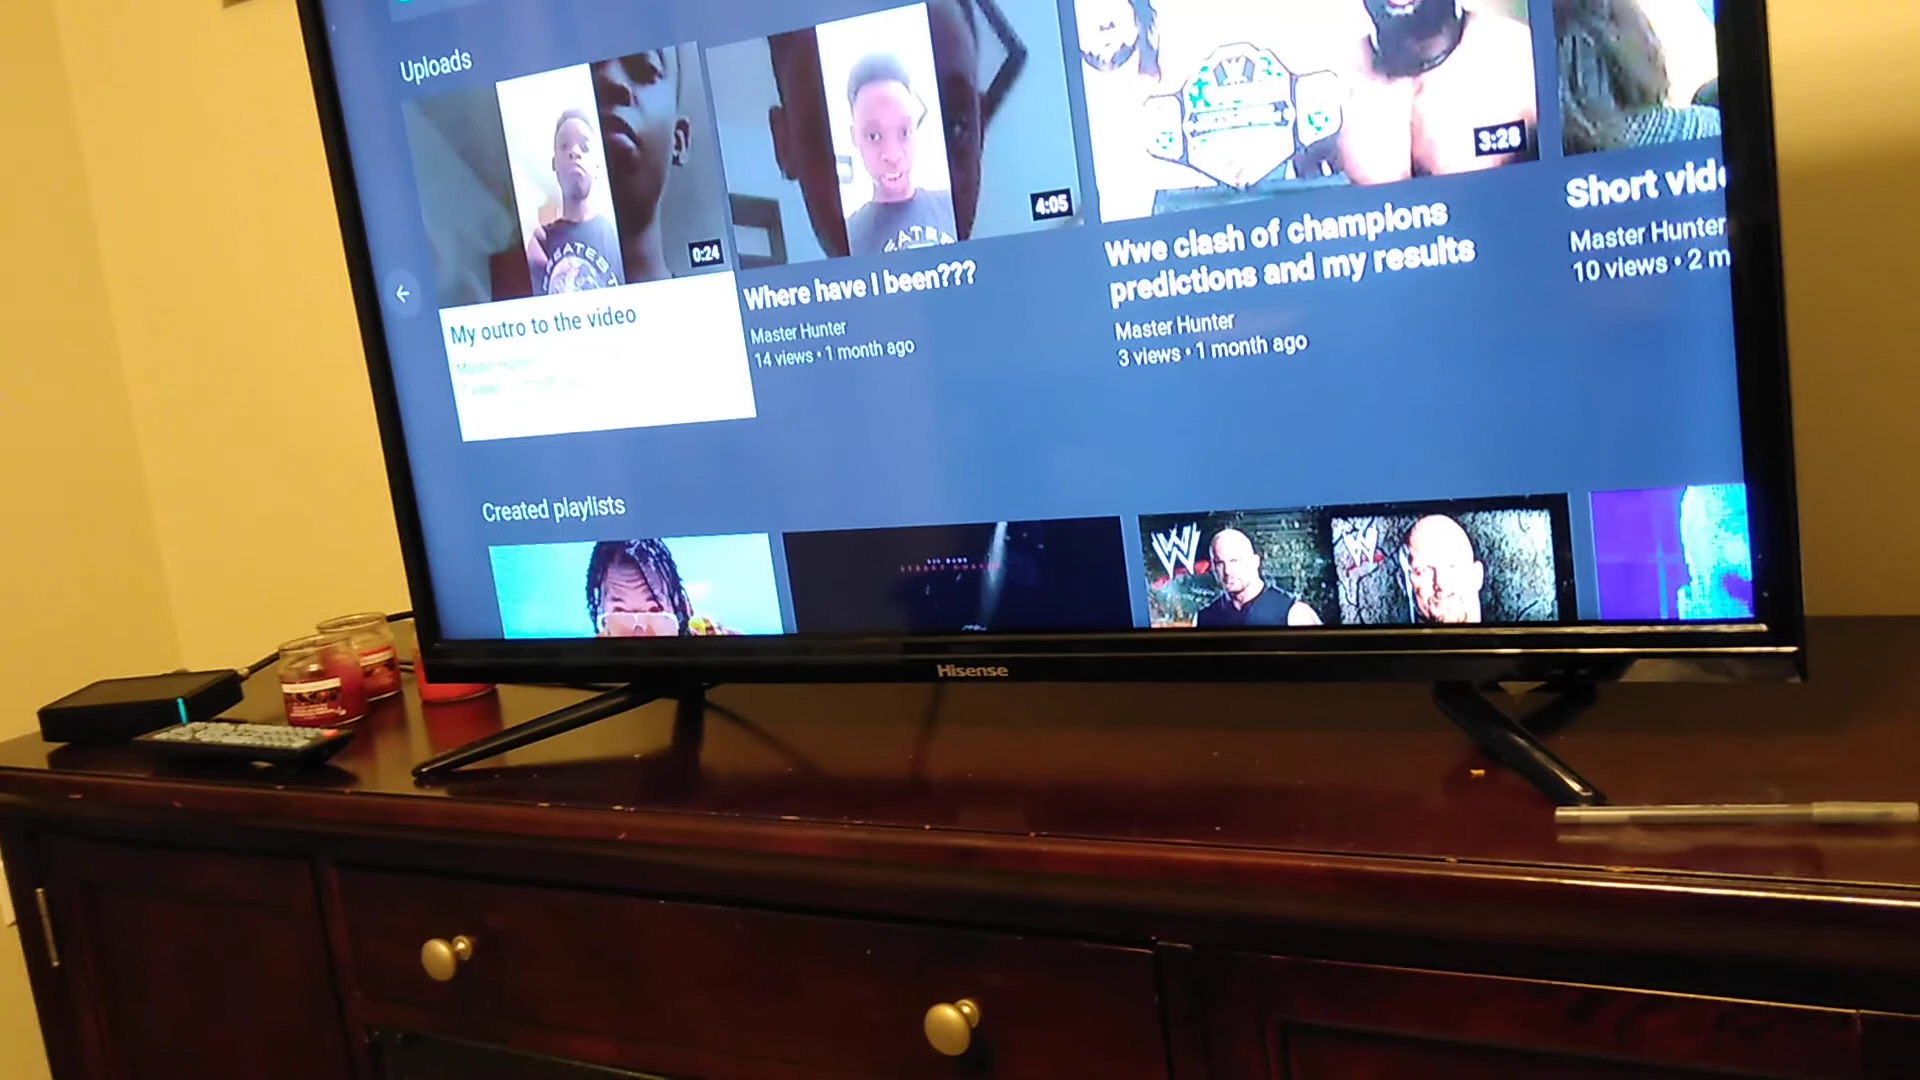 Uploads
0:24
4:05
3:28
My outro to the video
Master Hunter
Where have I been???
Master Hunter
14 views • 1 month ago
Wwe clash of champions
predictions and my results
Master Hunter
3 views • 1 month ago
Short vid
Master Hunter
10 views • 2 m
Created playlists
W
W
Hisense